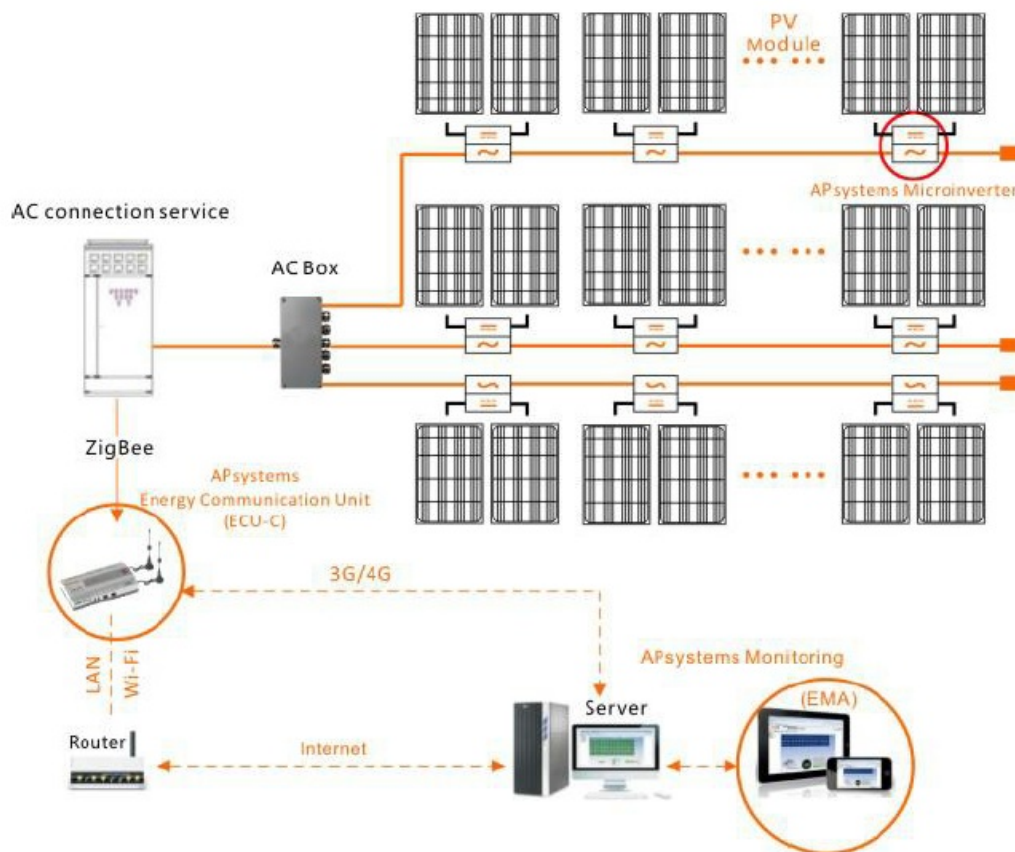 PV
Module
APsystems Microinverter
AC connection service
AC Box
ZigBee
APsystems
Energy Communication Unit
(ECU-C)
3G/4G
LAN
Wi-Fi
APsystems Monitoring
(EMA)
Server
Router
Internet